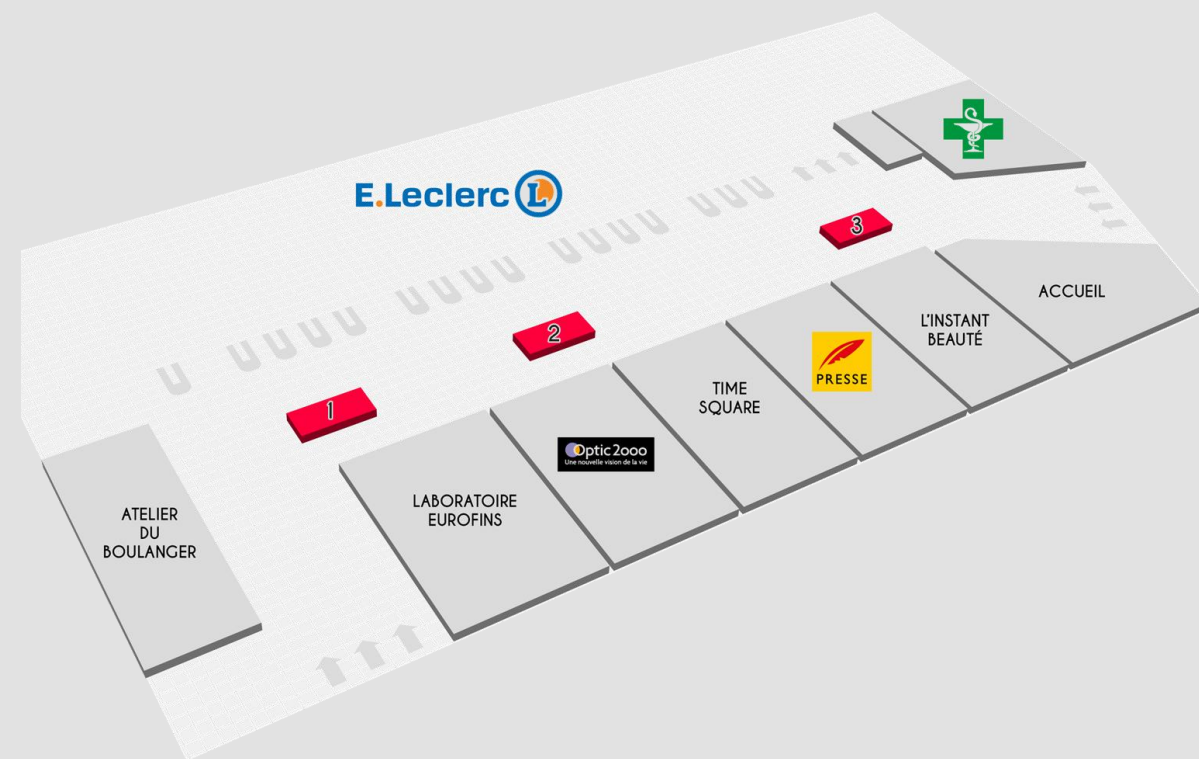 E.Leclerc L
3
ACCUEIL
L'INSTANT
BEAUTÉ
2
PRESSE
TIME
SQUARE
1
Optic 2ooo
Une nouvelle vision de la vie
LABORATOIRE
EUROFINS
ATELIER
DU
BOULANGER